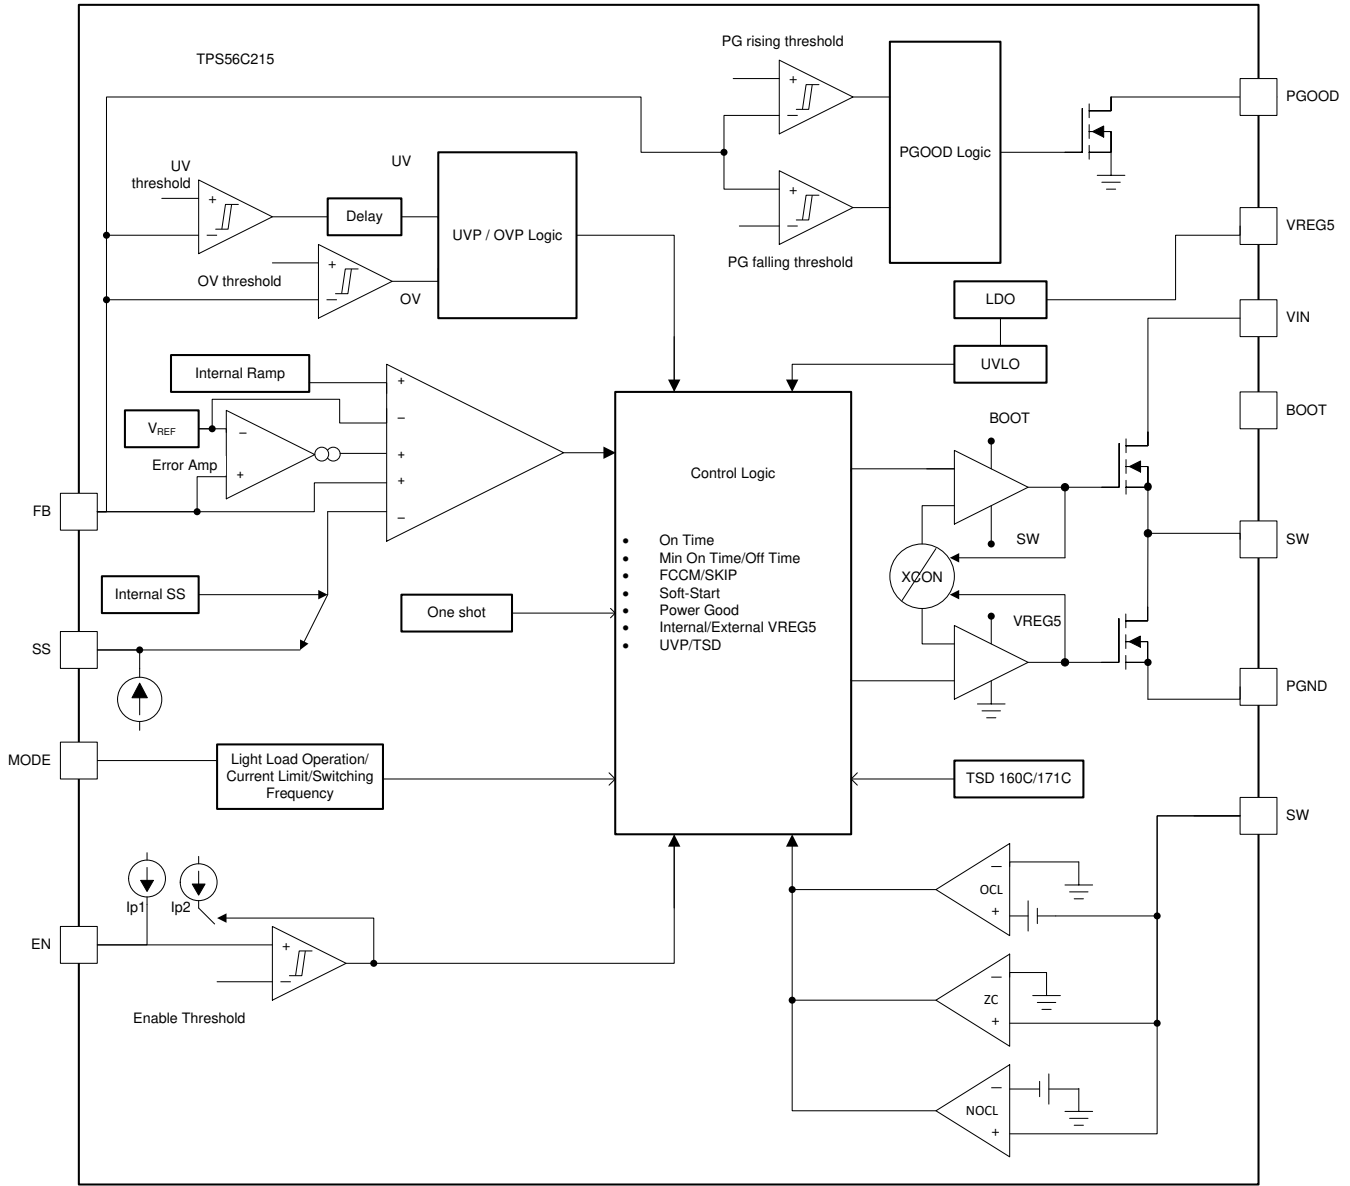 TPS56C215
PG rising threshold
+
−
PGOOD Logic
PGOOD
UV
threshold
+
−
Delay
UV
UVP / OVP Logic
+
−
PG falling threshold
VREG5
OV threshold
+
−
OV
LDO
VIN
UVLO
Internal Ramp
+
−
+
+
−
VREF
−
+
Error Amp
BOOT
BOOT
Control Logic
FB
SW
SW
XCON
• On Time
• Min On Time/Off Time
• FCCM/SKIP
• Soft-Start
• Power Good
• Internal/External VREG5
• UVP/TSD
Internal SS
One shot
VREG5
SS
PGND
MODE
Light Load Operation/
Current Limit/Switching
Frequency
TSD 160C/171C
SW
Ip1
Ip2
OCL
−
+
EN
+
−
Enable Threshold
ZC
−
+
NOCL
−
+